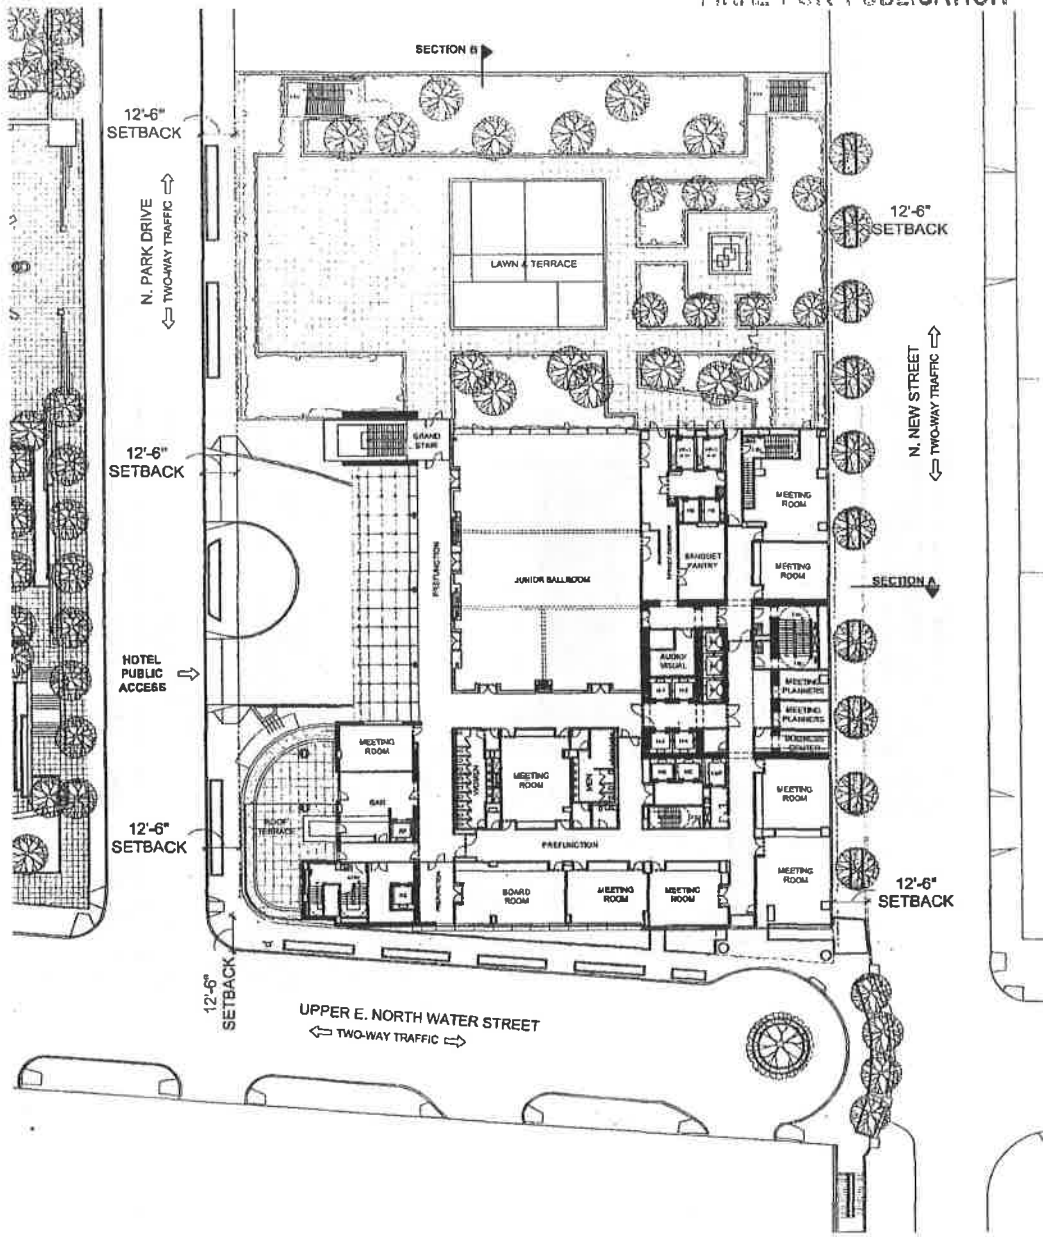 SECTION B
12'-6"
SETBACK
N. PARK DRIVE
TWO-WAY TRAFFIC
12'-6"
SETBACK
LAWN & TERRACE
N. NEW STREET
TWO-WAY TRAFFIC
12'-6"
SETBACK
GRAND
STAIR
MEETING
ROOM
PREFUNCTION
BANQUET
PANTRY
MEETING
ROOM
JUNIOR BALLROOM
SECTION A
HOTEL
PUBLIC
ACCESS
AUDIO/
VISUAL
MEETING
PLANNERS
MEETING
PLANNERS
BUSINESS
CENTER
MEETING
ROOM
WOMEN
MEETING
ROOM
MEN
BAR
MEETING
ROOM
12'-6"
SETBACK
ROOF
TERRACE
PREFUNCTION
MEETING
ROOM
PREFUNCTION
BOARD
ROOM
MEETING
ROOM
MEETING
ROOM
12'-6"
SETBACK
12'-6"
SETBACK
UPPER E. NORTH WATER STREET
TWO-WAY TRAFFIC